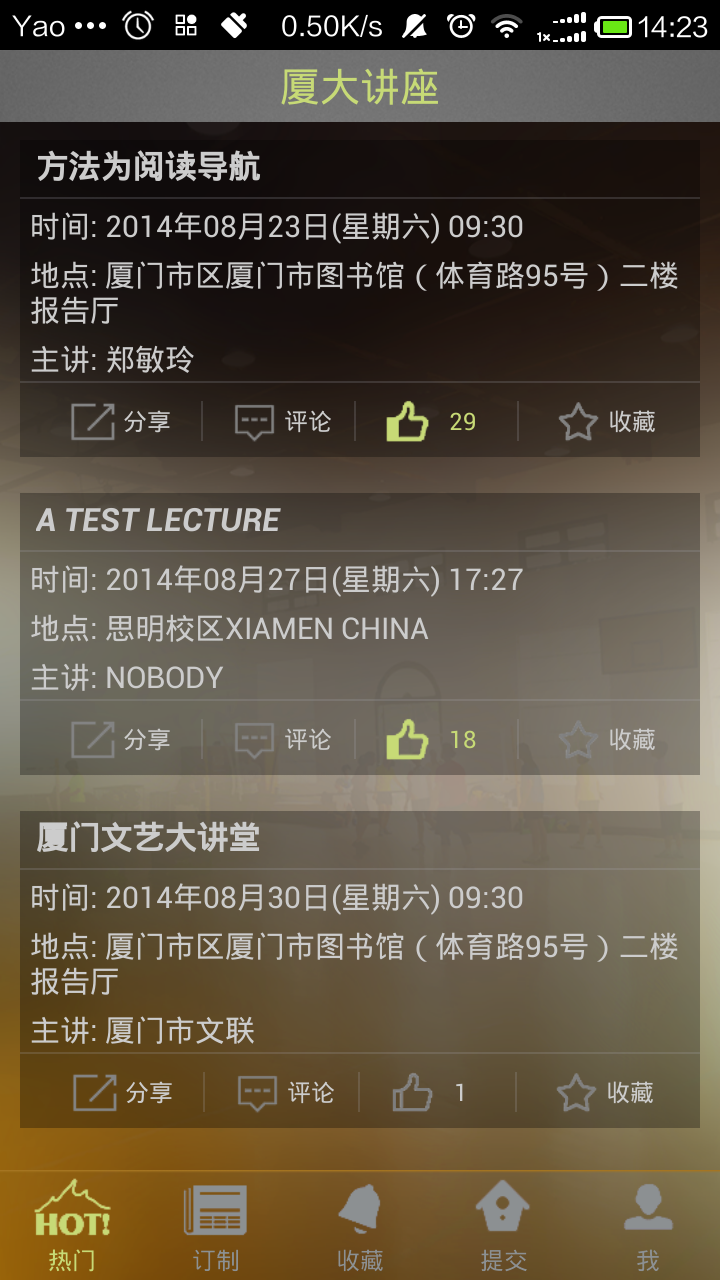 Yao ••• 0.50K/s 1x 14:23
厦大讲座
方法为阅读导航
时间: 2014年08月23日(星期六) 09:30
地点: 厦门市区厦门市图书馆（体育路95号）二楼
报告厅
主讲: 郑敏玲
分享 评论 29 收藏
A TEST LECTURE
时间: 2014年08月27日(星期六) 17:27
地点: 思明校区XIAMEN CHINA
主讲: NOBODY
分享 评论 18 收藏
厦门文艺大讲堂
时间: 2014年08月30日(星期六) 09:30
地点: 厦门市区厦门市图书馆（体育路95号）二楼
报告厅
主讲: 厦门市文联
分享 评论 1 收藏
HOT!
热门 订制 收藏 提交 我